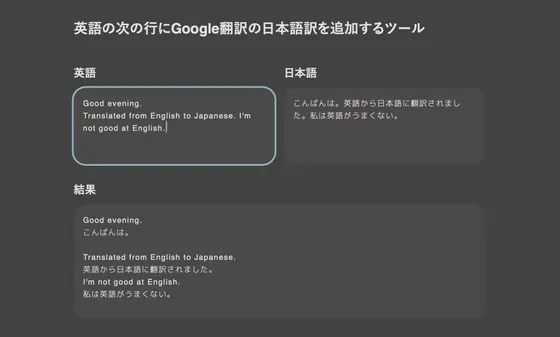 英語の次の行にGoogle翻訳の日本語訳を追加するツール
英語
Good evening.
Translated from English to Japanese. I'm
not good at English.
日本語
こんばんは。英語から日本語に翻訳されまし
た。私は英語がうまくない。
結果
Good evening.
こんばんは。
Translated from English to Japanese.
英語から日本語に翻訳されました。
I'm not good at English.
私は英語がうまくない。